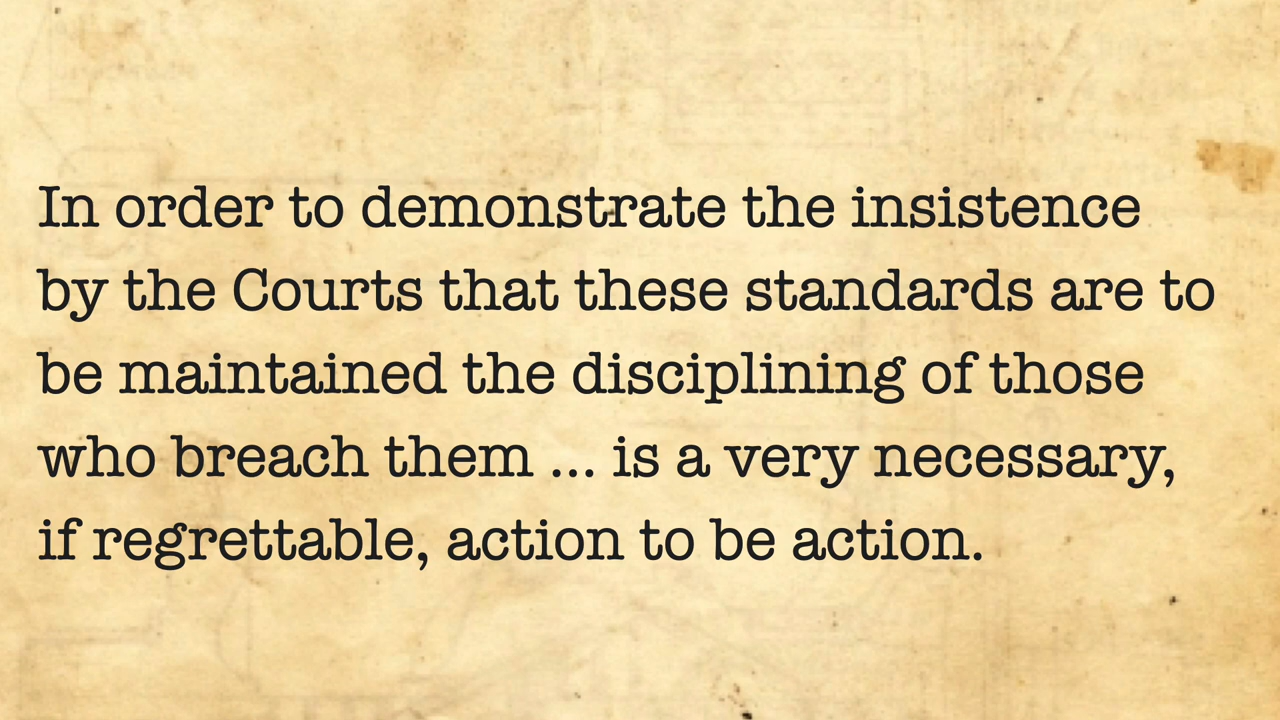 In order to demonstrate the insistence
by the Courts that these standards are to
be maintained the disciplining of those
who breach them ... is a very necessary,
if regrettable, action to be action.